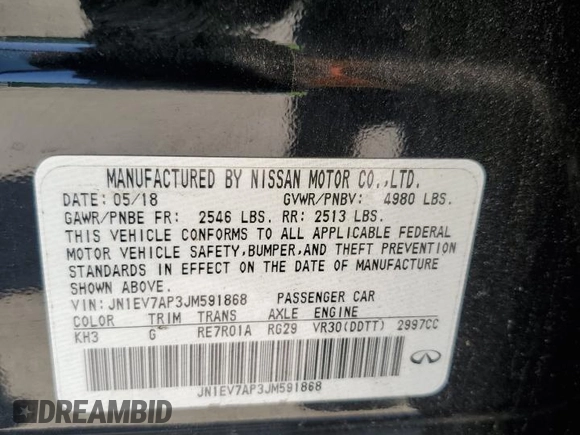 MANUFACTURED BY NISSAN MOTOR CO.,LTD.
DATE: 05/18 GVWR/PNBV: 4980 LBS.
GAWR/PNBE FR: 2546 LBS. RR: 2513 LBS.
THIS VEHICLE CONFORMS TO ALL APPLICABLE FEDERAL
MOTOR VEHICLE SAFETY,BUMPER,AND THEFT PREVENTION
STANDARDS IN EFFECT ON THE DATE OF MANUFACTURE
SHOWN ABOVE.
VIN: JN1EV7AP3JM591868 PASSENGER CAR
COLOR TRIM TRANS AXLE ENGINE
KH3 G RE7R01A RG29 VR30(DDTT) 2997CC
JN1EV7AP3JM591868
DREAMBID